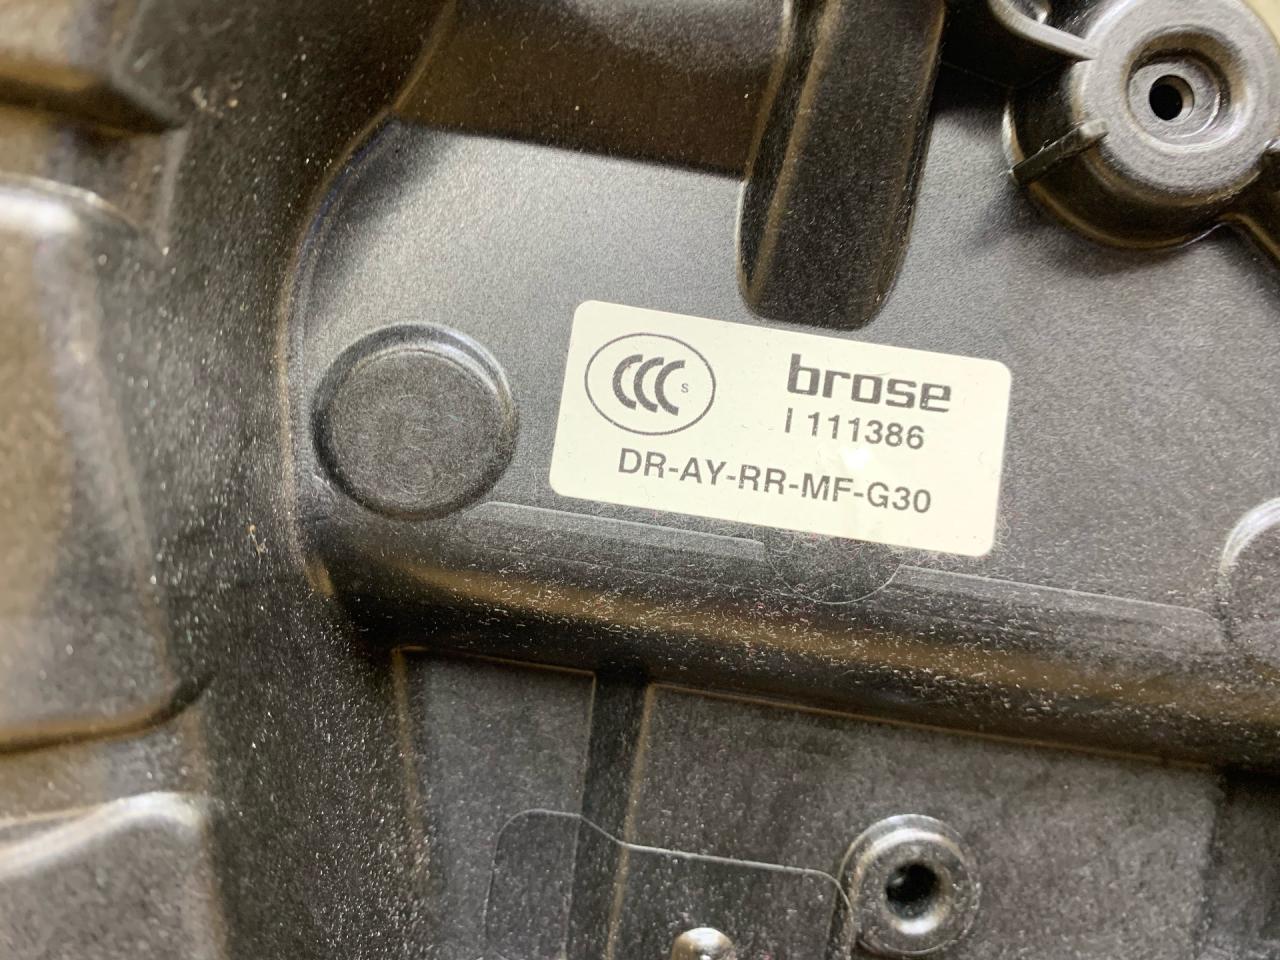 CCC S
brose
I 111386
DR-AY-RR-MF-G30